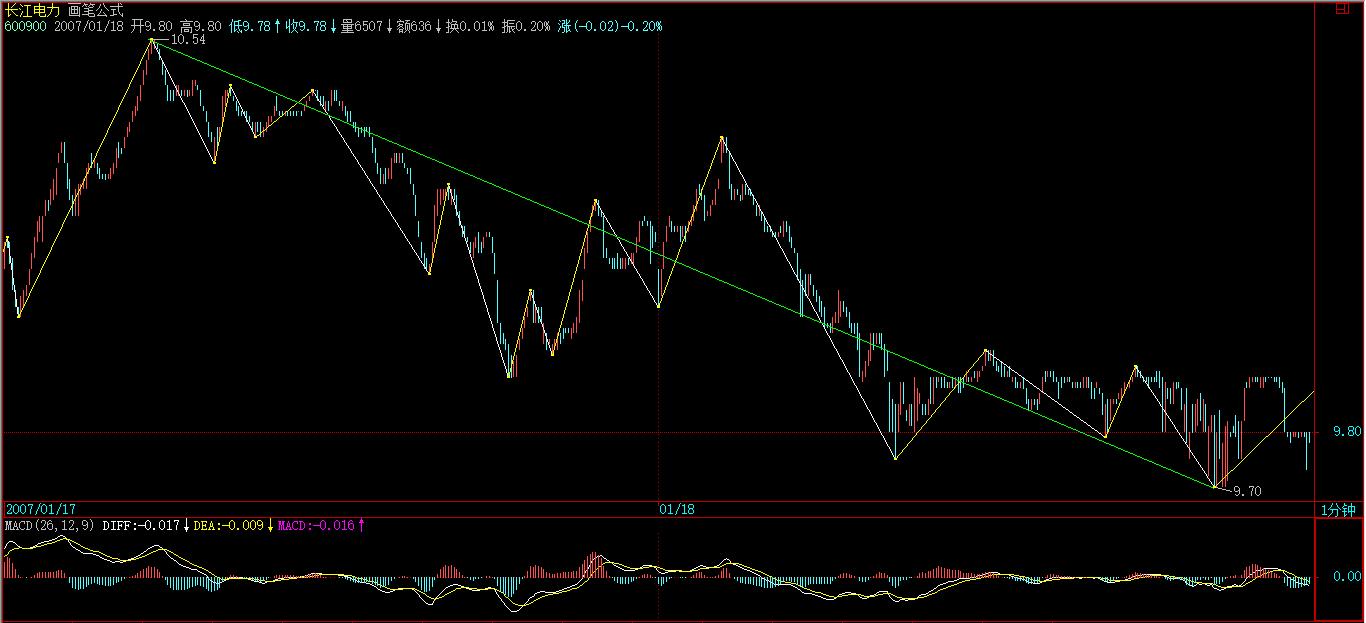 长江电力 画笔公式
600900 2007/01/18 开9.80 高9.80 低9.78↑收9.78↓量6507↓额636↓换0.01% 振0.20% 涨(-0.02)-0.20%
10.54
9.80
9.70
2007/01/17 01/18 1分钟
MACD(26,12,9) DIFF:-0.017↓DEA:-0.009↓MACD:-0.016↑
0.00